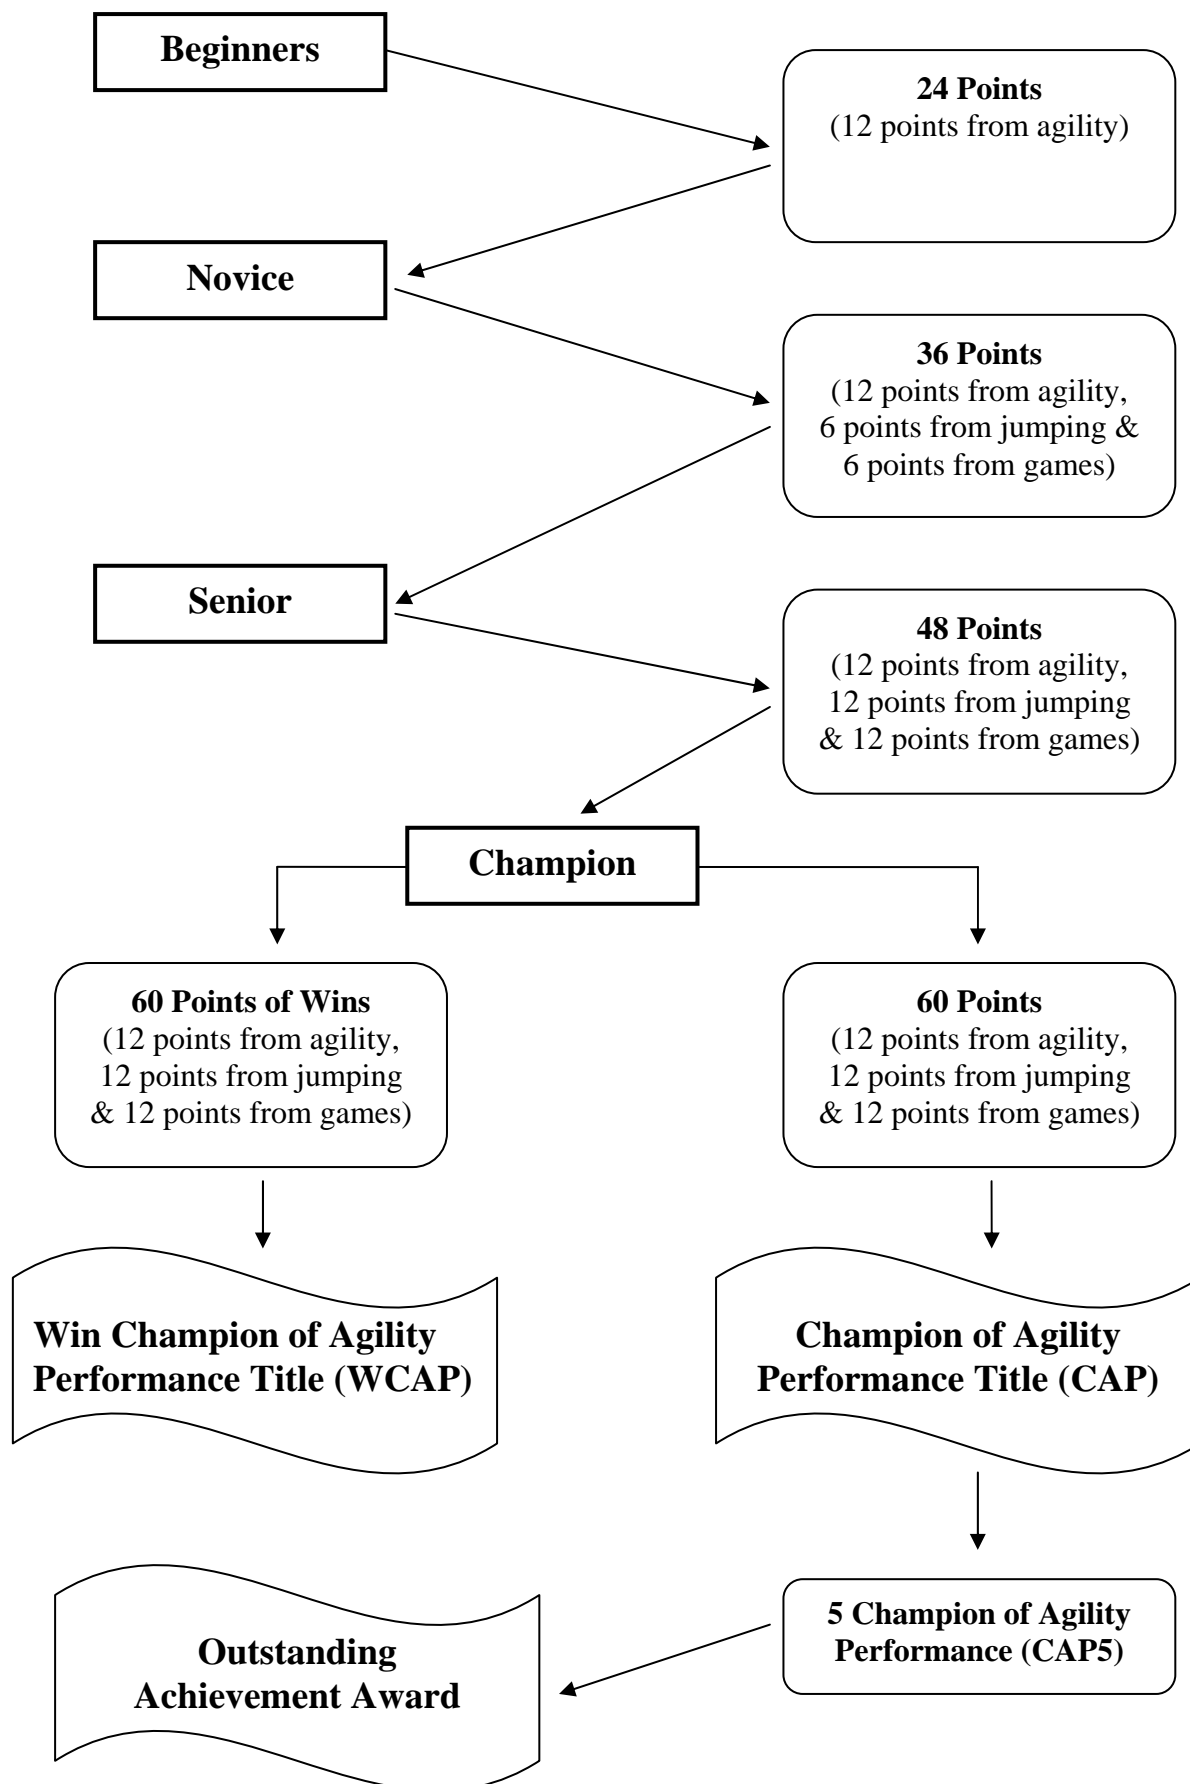 Beginners
24 Points
(12 points from agility)
Novice
36 Points
(12 points from agility,
6 points from jumping &
6 points from games)
Senior
48 Points
(12 points from agility,
12 points from jumping
& 12 points from games)
Champion
60 Points of Wins
(12 points from agility,
12 points from jumping
& 12 points from games)
60 Points
(12 points from agility,
12 points from jumping
& 12 points from games)
Win Champion of Agility
Performance Title (WCAP)
Champion of Agility
Performance Title (CAP)
5 Champion of Agility
Performance (CAP5)
Outstanding
Achievement Award